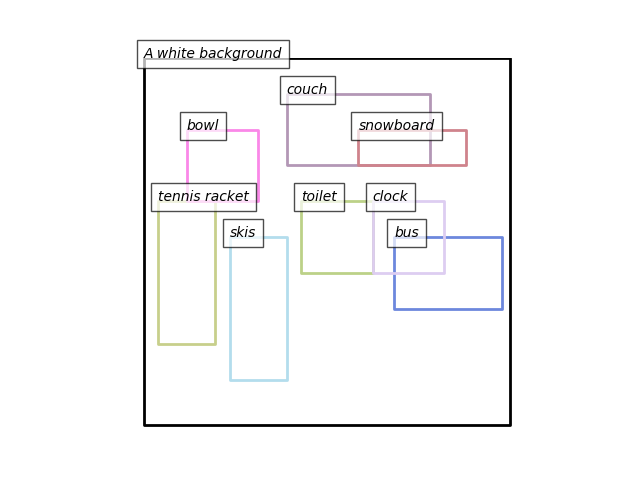 A white background
couch
bowl
snowboard
tennis racket
toilet
clock
skis
bus